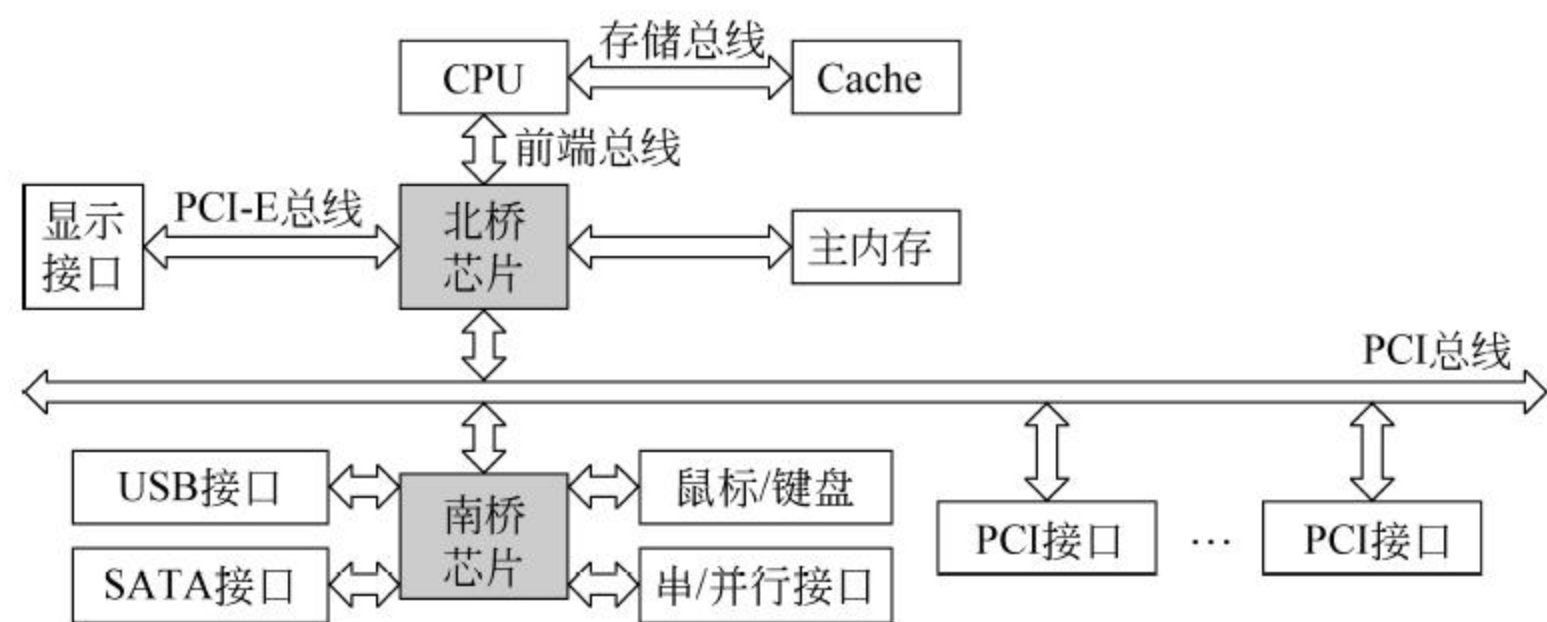 存储总线
CPU
Cache
前端总线
显示
接口
PCI-E总线
北桥
芯片
主内存
PCI总线
USB接口
南桥
芯片
鼠标/键盘
SATA接口
串/并行接口
PCI接口
…
PCI接口